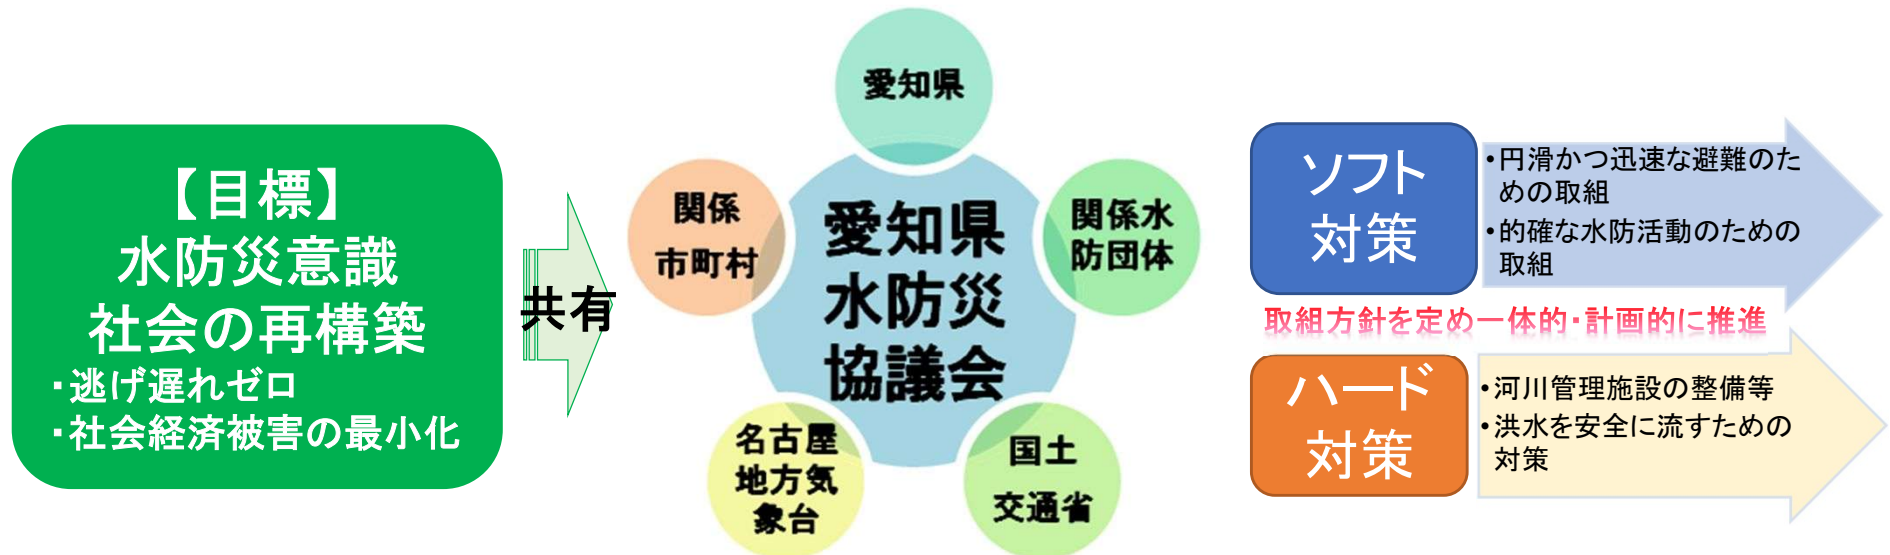 【目標】
水防災意識
社会の再構築
・逃げ遅れゼロ
・社会経済被害の最小化
共有
愛知県
関係
市町村
関係水
防団体
愛知県
水防災
協議会
名古屋
地方気
象台
国土
交通省
ソフト
対策
・円滑かつ迅速な避難のた
めの取組
・的確な水防活動のための
取組
取組方針を定め一体的・計画的に推進
ハード
対策
・河川管理施設の整備等
・洪水を安全に流すための
対策